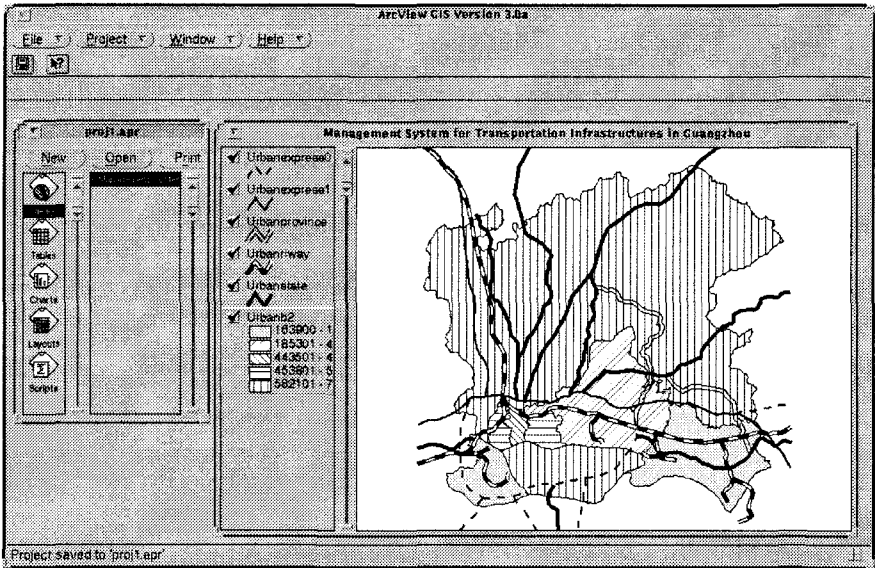 ArcView GIS Version 3.0a
File Project Window Help
proj1.apr
New Open Print
Tables
Charts
Layouts
Scripts
Management System for Transportation Infrastructures in Guangzhou
Urbanexpress0
Urbanexpress1
Urbanprovince
Urbanrway
Urbanstate
Urbanb2
163900 - 1
185301 - 4
443501 - 4
453801 - 5
582101 - 7
Project saved to 'proj1.apr'